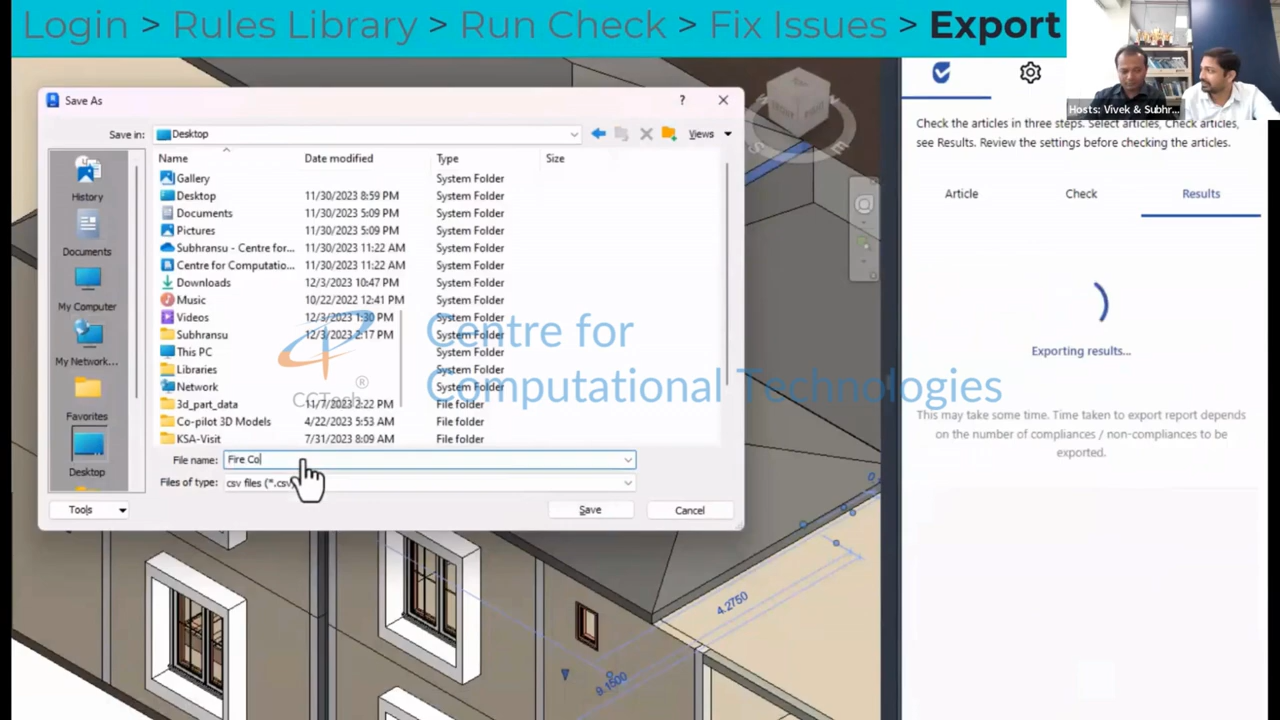 Login > Rules Library > Run Check > Fix Issues > Export
Hosts: Vivek & Subhr...
Save As
Save in: Desktop
Views
Name Date modified Type Size
Gallery System Folder
Desktop 11/30/2023 8:59 PM System Folder
Documents 11/30/2023 5:09 PM System Folder
Pictures 11/30/2023 5:09 PM System Folder
Subhransu - Centre for... 11/30/2023 11:22 AM System Folder
Centre for Computatio... 11/30/2023 11:22 AM System Folder
Downloads 12/3/2023 10:47 PM System Folder
Music 10/22/2022 12:41 PM System Folder
Videos 12/3/2023 1:30 PM System Folder
Subhransu 12/3/2023 2:17 PM System Folder
This PC System Folder
Libraries System Folder
Network System Folder
3d_part_data 11/7/2023 2:22 PM File folder
Co-pilot 3D Models 4/22/2023 5:53 AM File folder
KSA-Visit 7/31/2023 8:09 AM File folder
History
Documents
My Computer
My Network...
Favorites
Desktop
File name: Fire Co
Files of type: csv files (*.csv)
Tools
Save
Cancel
CCTech ®
Centre for
Computational Technologies
Check the articles in three steps. Select articles, Check articles,
see Results. Review the settings before checking the articles.
Article Check Results
Exporting results...
This may take some time. Time taken to export report depends
on the number of compliances / non-compliances to be
exported.
4.2750
9.1500